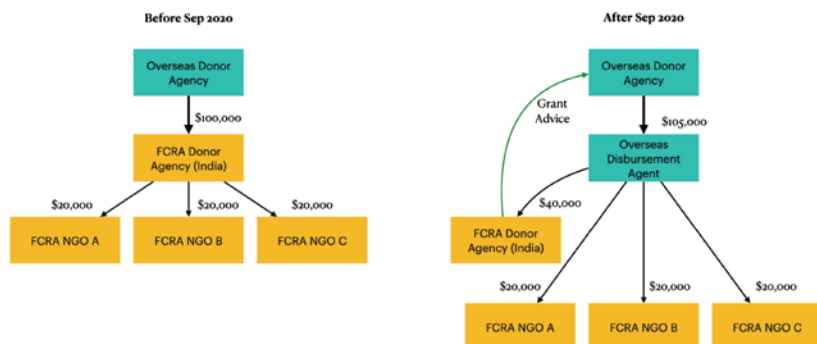 Before Sep 2020
Overseas Donor
Agency
$100,000
FCRA Donor
Agency (India)
$20,000
$20,000
$20,000
FCRA NGO A
FCRA NGO B
FCRA NGO C
After Sep 2020
Overseas Donor
Agency
Grant
Advice
$105,000
Overseas
Disbursement
Agent
$40,000
FCRA Donor
Agency (India)
$20,000
$20,000
$20,000
FCRA NGO A
FCRA NGO B
FCRA NGO C